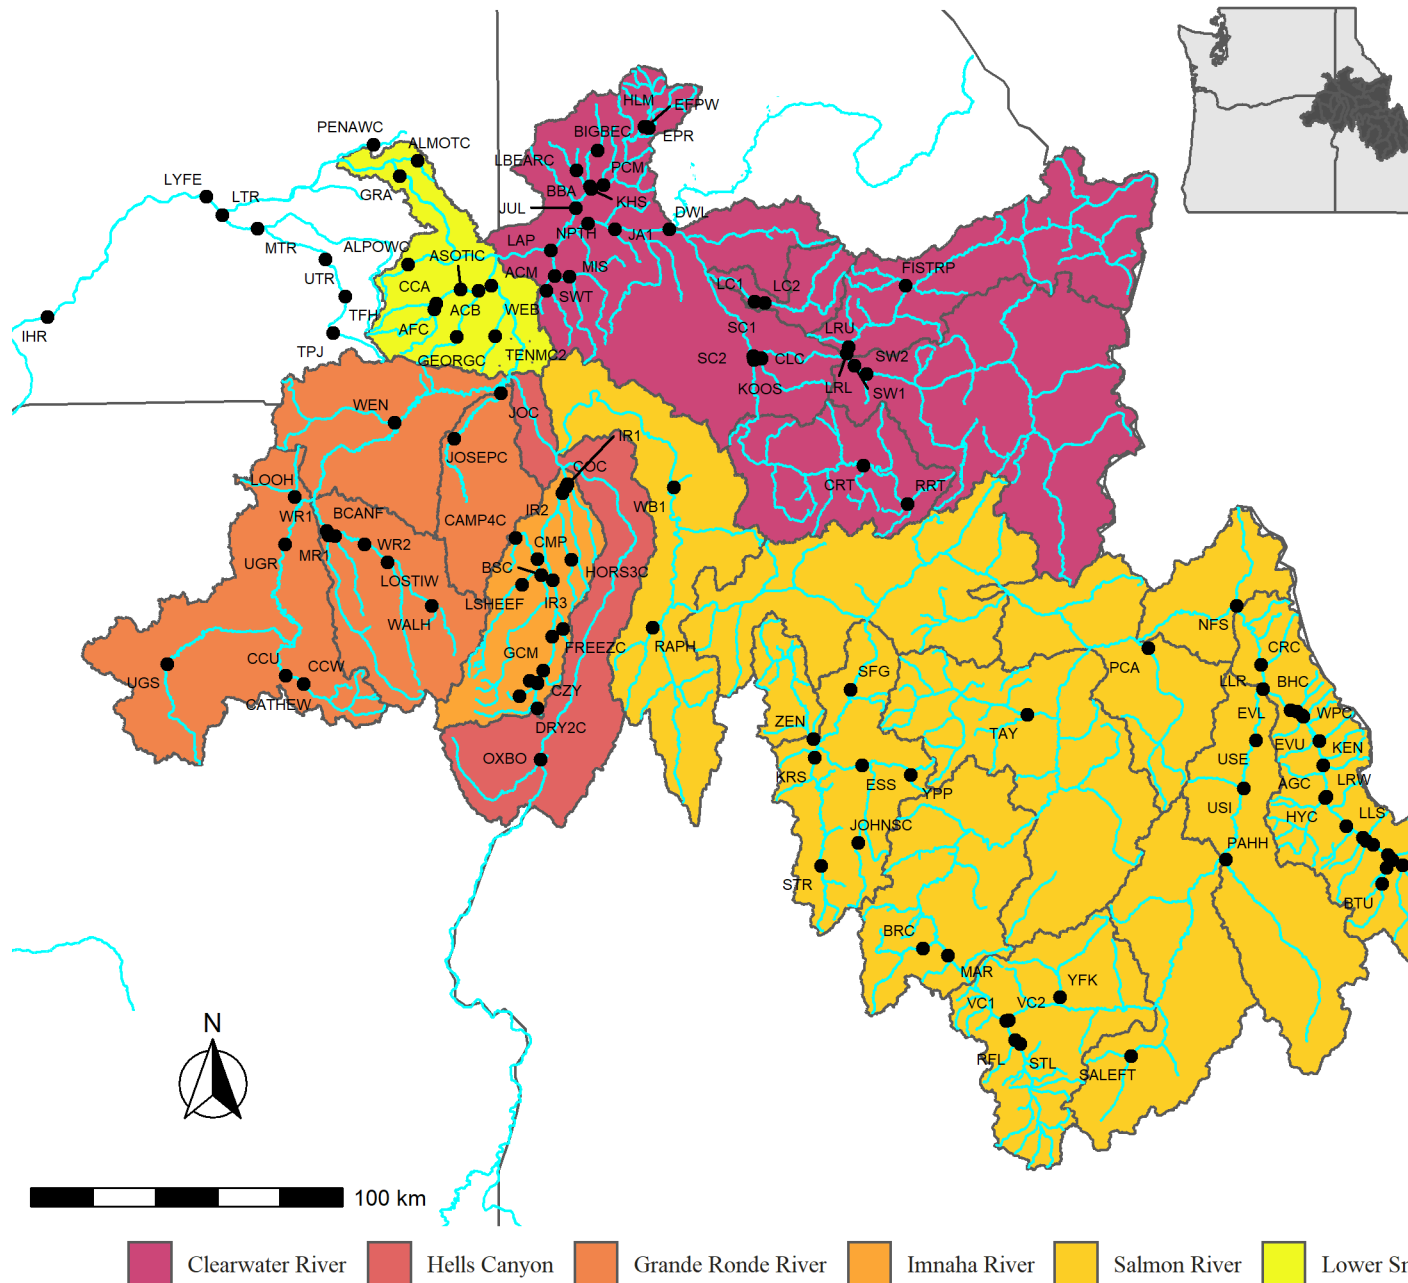 HLM
EFPW
PENAWC
BIGBEC
EPR
ALMOTC
LBEARC
PCM
LYFE
LTR
GRA
BBA
KHS
JUL
DWL
MTR
ALPOWC
LAP
NPTH
JA1
ASOTIC
ACM
MIS
FISTRP
UTR
CCA
LC1
LC2
SWT
TFH
ACB
WEB
IHR
AFC
SC1
LRU
TPJ
GEORGC
TENMC2
SC2
CLC
SW2
KOOS
LRL
SW1
WEN
JOC
IR1
JOSEPC
COC
LOOH
CRT
RRT
WR1
BCANF
IR2
WB1
CAMP4C
MR1
WR2
CMP
UGR
BSC
HORS3C
LOSTIW
LSHEEF
IR3
WALH
NFS
FREEZC
RAPH
GCM
CCU
CCW
SFG
PCA
CRC
UGS
LLR
BHC
CATHEW
CZY
EVL
WPC
DRY2C
ZEN
TAY
EVU
KEN
OXBO
USE
KRS
ESS
YPP
AGC
LRW
USI
HYC
LLS
JOHNSC
PAHH
STR
BTU
BRC
MAR
YFK
VC1
VC2
N
RFL
STL
SALEFT
100 km
Clearwater River
Hells Canyon
Grande Ronde River
Imnaha River
Salmon River
Lower Sn